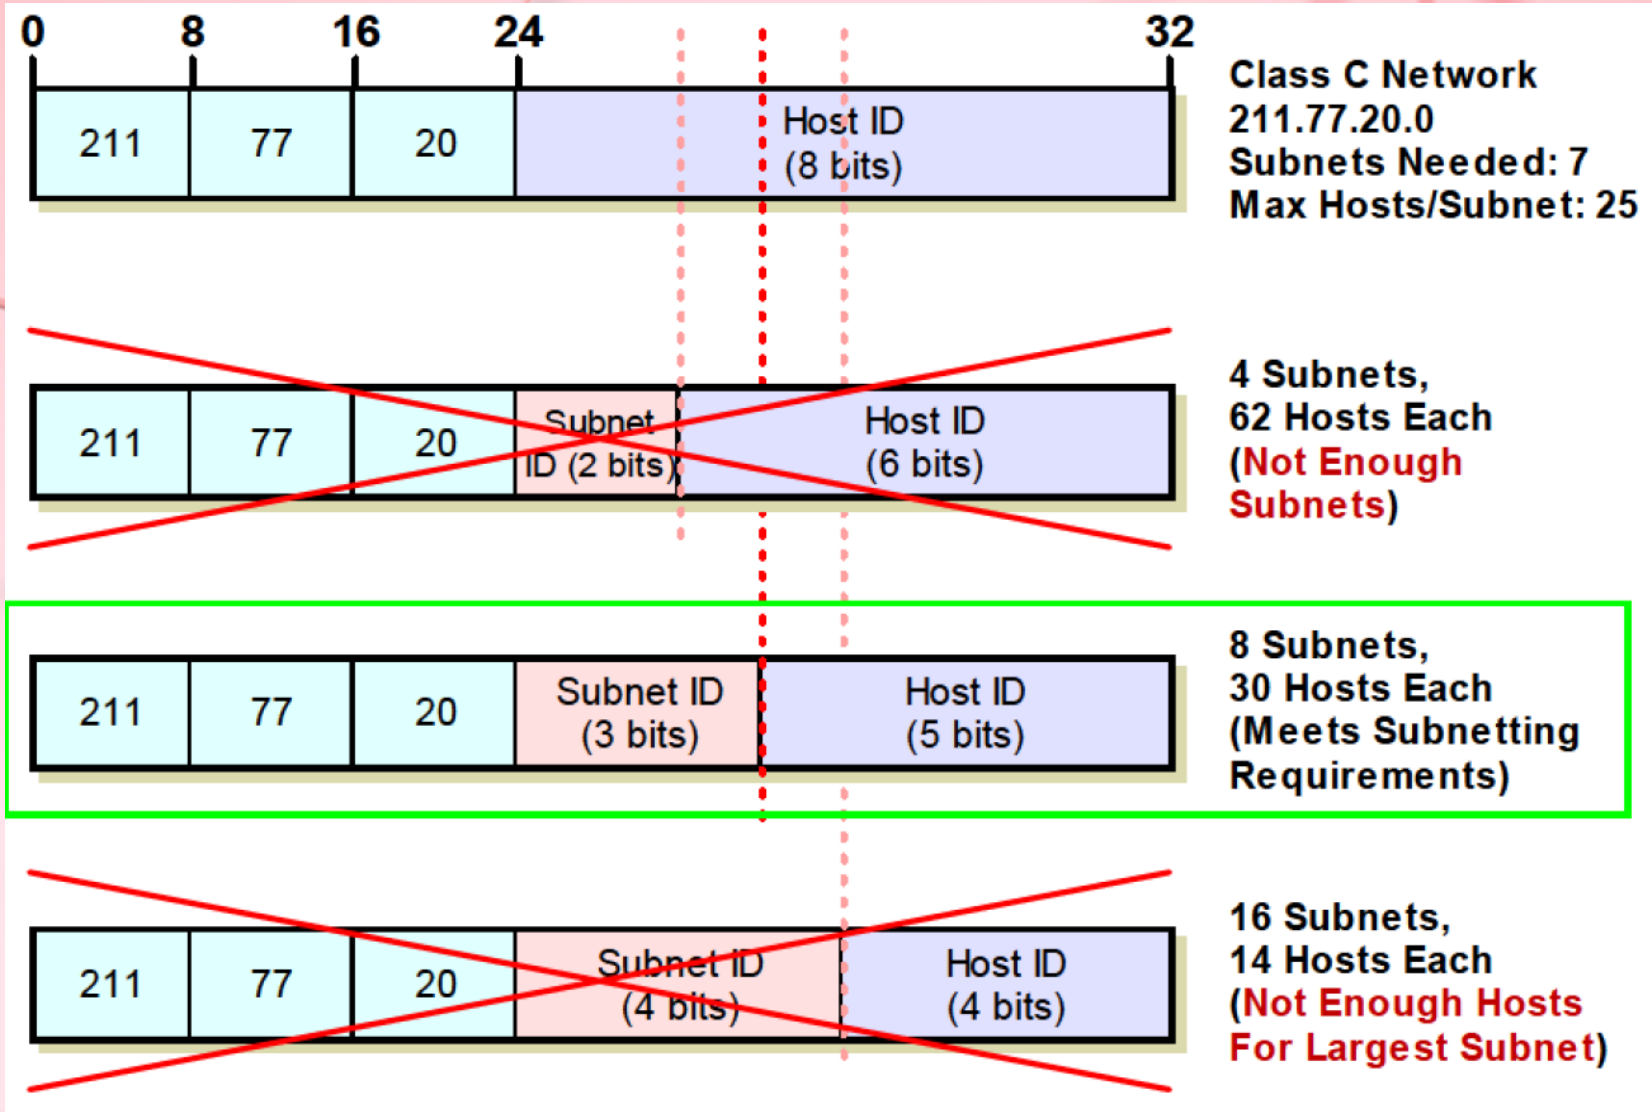 0 8 16 24 32
211 77 20 Host ID
(8 bits)
Class C Network
211.77.20.0
Subnets Needed: 7
Max Hosts/Subnet: 25
211 77 20 Subnet
ID (2 bits)
Host ID
(6 bits)
4 Subnets,
62 Hosts Each
(Not Enough
Subnets)
211 77 20 Subnet ID
(3 bits)
Host ID
(5 bits)
8 Subnets,
30 Hosts Each
(Meets Subnetting
Requirements)
211 77 20 Subnet ID
(4 bits)
Host ID
(4 bits)
16 Subnets,
14 Hosts Each
(Not Enough Hosts
For Largest Subnet)